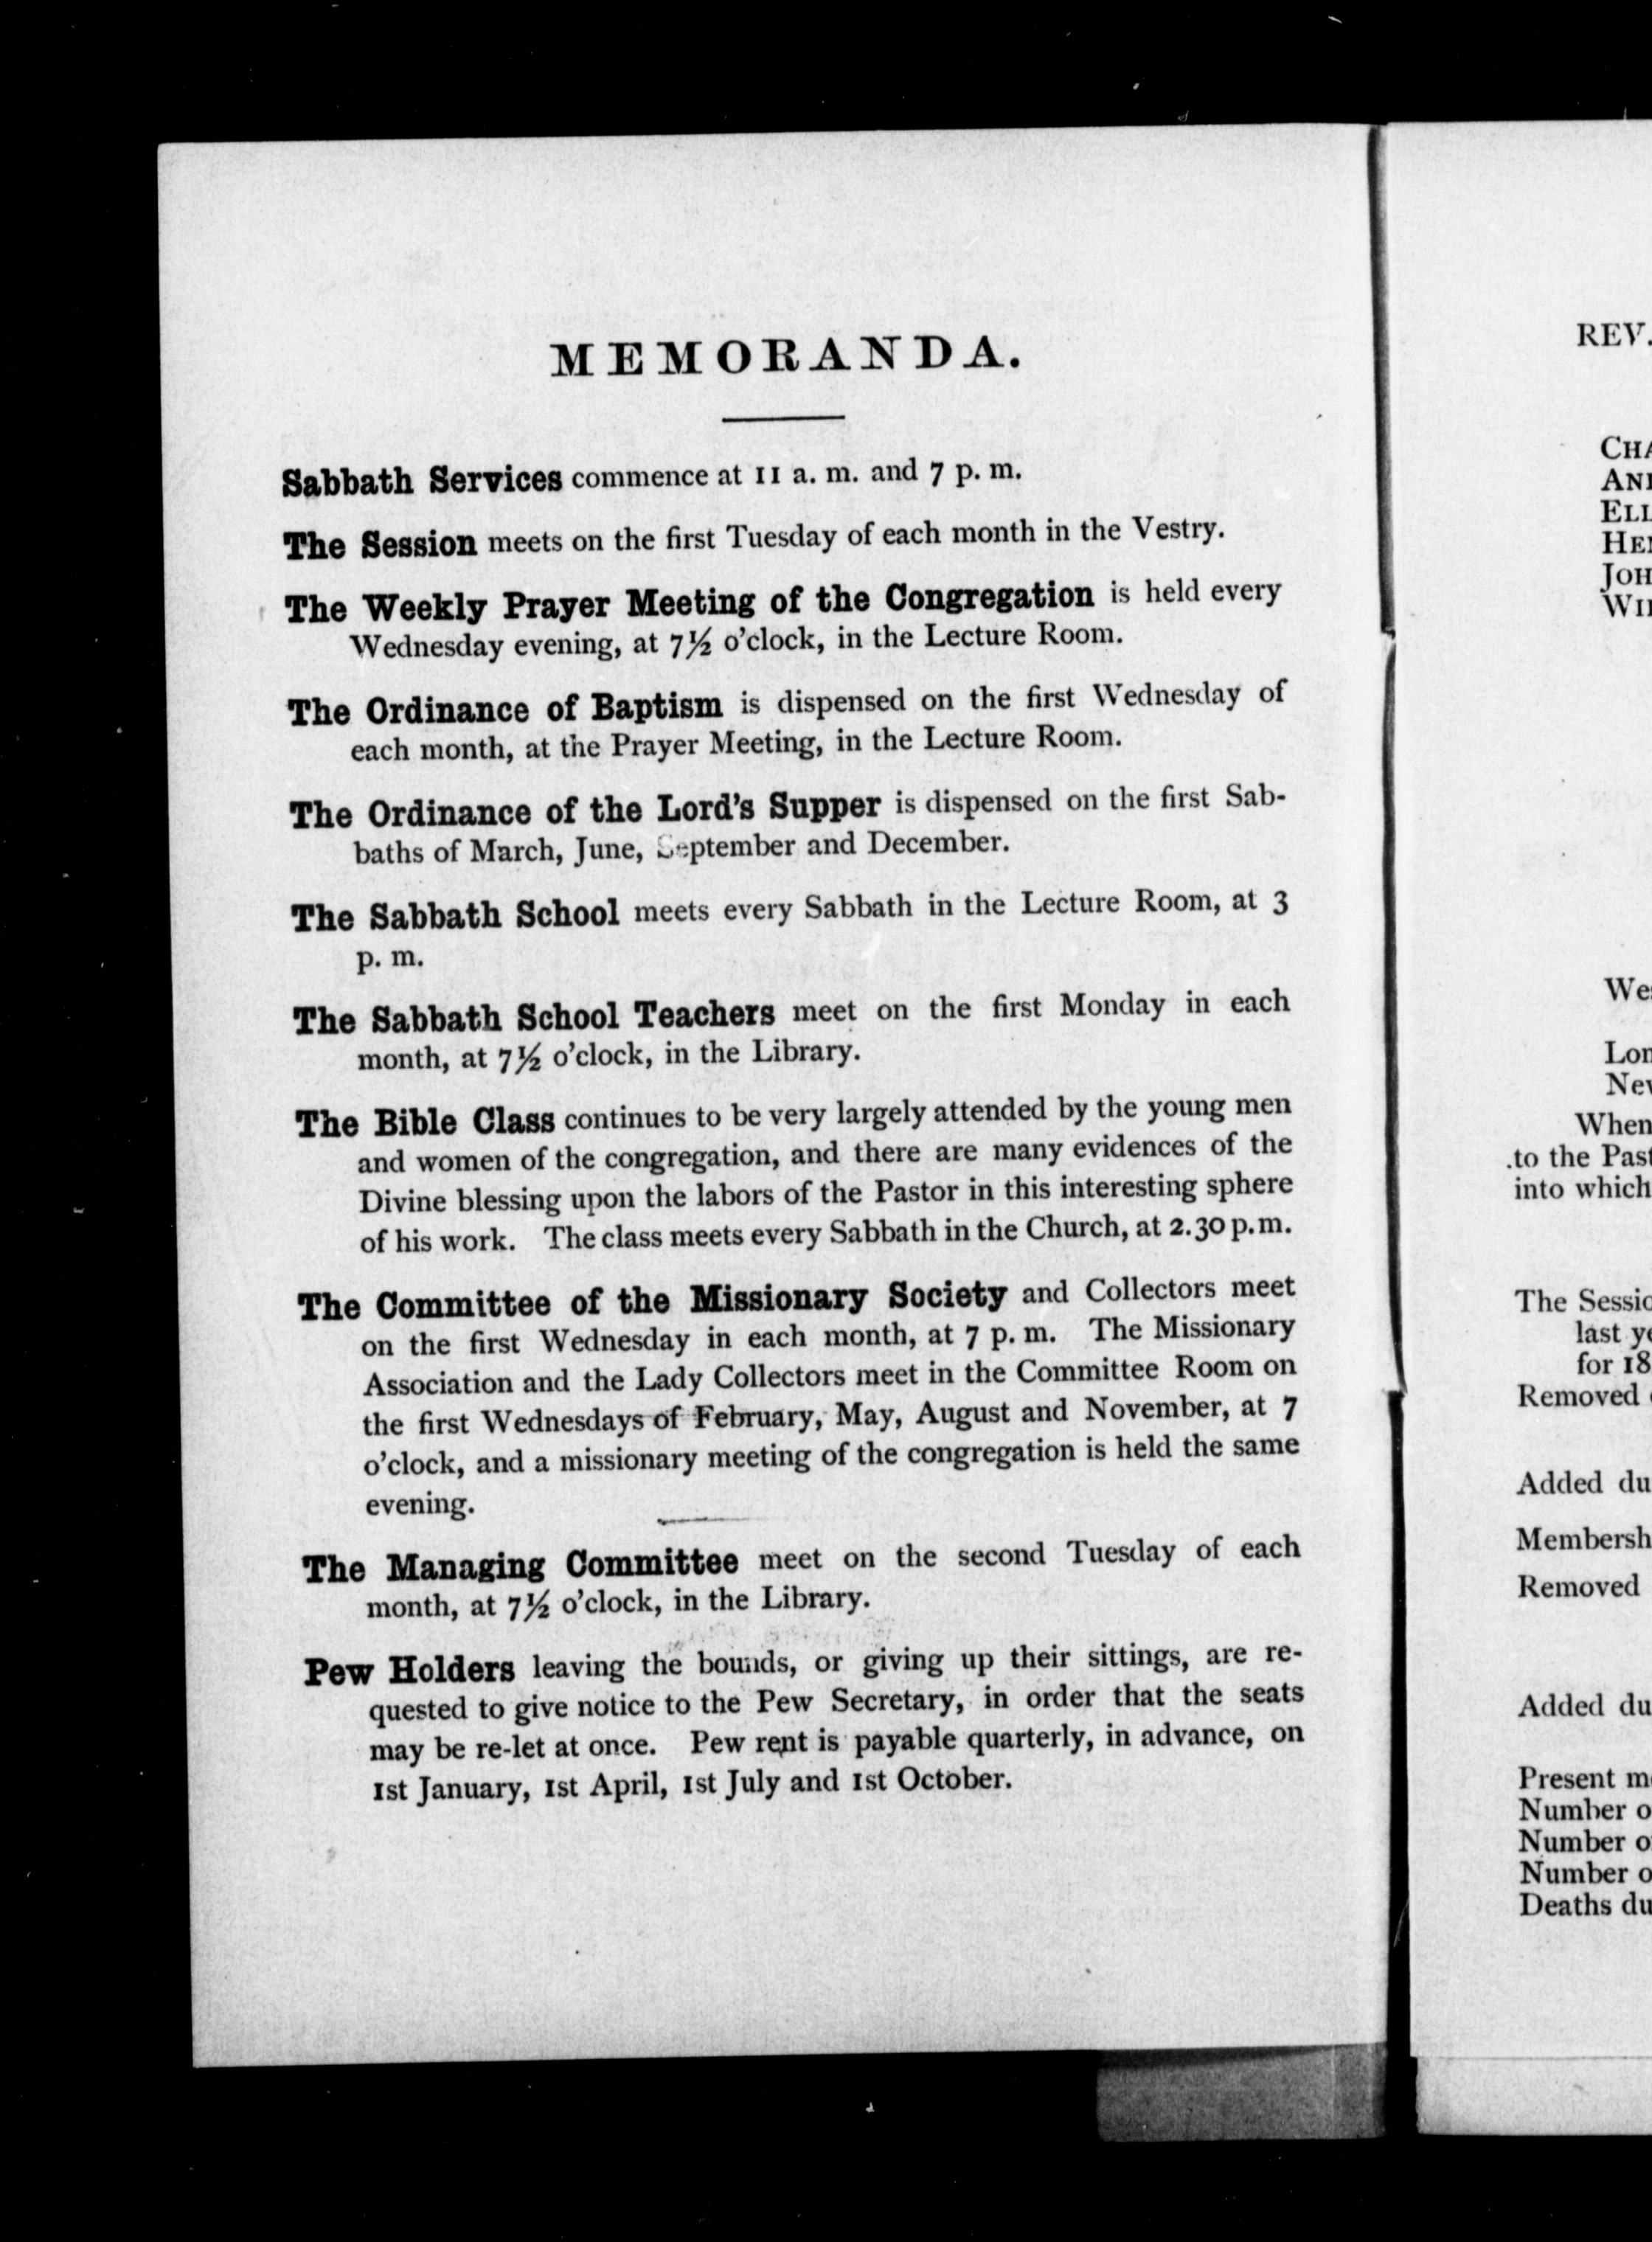 MEMORANDA.
Sabbath Services commence at 11 a. m. and 7 p. m.
The Session meets on the first Tuesday of each month in the Vestry.
The Weekly Prayer Meeting of the Congregation is held every
Wednesday evening, at 7½ o'clock, in the Lecture Room.
The Ordinance of Baptism is dispensed on the first Wednesday of
each month, at the Prayer Meeting, in the Lecture Room.
The Ordinance of the Lord's Supper is dispensed on the first Sab-
baths of March, June, September and December.
The Sabbath School meets every Sabbath in the Lecture Room, at 3
p. m.
The Sabbath School Teachers meet on the first Monday in each
month, at 7½ o'clock, in the Library.
The Bible Class continues to be very largely attended by the young men
and women of the congregation, and there are many evidences of the
Divine blessing upon the labors of the Pastor in this interesting sphere
of his work. The class meets every Sabbath in the Church, at 2.30 p.m.
The Committee of the Missionary Society and Collectors meet
on the first Wednesday in each month, at 7 p. m. The Missionary
Association and the Lady Collectors meet in the Committee Room on
the first Wednesdays of February, May, August and November, at 7
o'clock, and a missionary meeting of the congregation is held the same
evening.
The Managing Committee meet on the second Tuesday of each
month, at 7½ o'clock, in the Library.
Pew Holders leaving the bounds, or giving up their sittings, are re-
quested to give notice to the Pew Secretary, in order that the seats
may be re-let at once. Pew rent is payable quarterly, in advance, on
1st January, 1st April, 1st July and 1st October.
REV.
When
to the
into which
The
last
for 18
Removed
Added
Removed
Added
Present
Number
Number
Number
Deaths